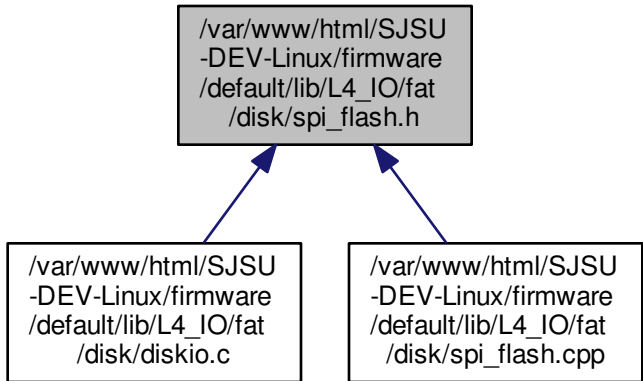 /var/www/html/SJSU
-DEV-Linux/firmware
/default/lib/L4_IO/fat
/disk/spi_flash.h
/var/www/html/SJSU
-DEV-Linux/firmware
/default/lib/L4_IO/fat
/disk/diskio.c
/var/www/html/SJSU
-DEV-Linux/firmware
/default/lib/L4_IO/fat
/disk/spi_flash.cpp